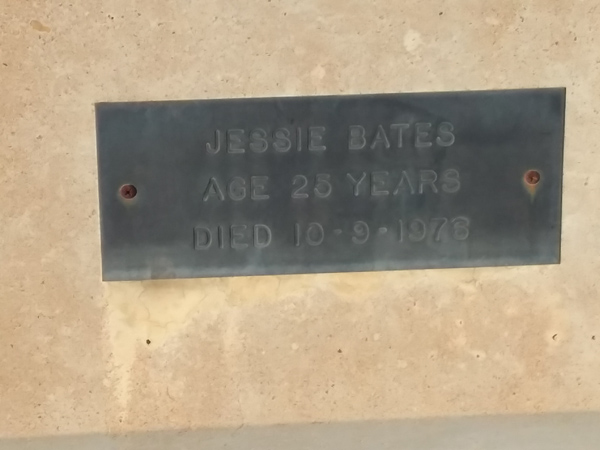 JESSIE BATES
AGE 25 YEARS
DIED 10-9-1978